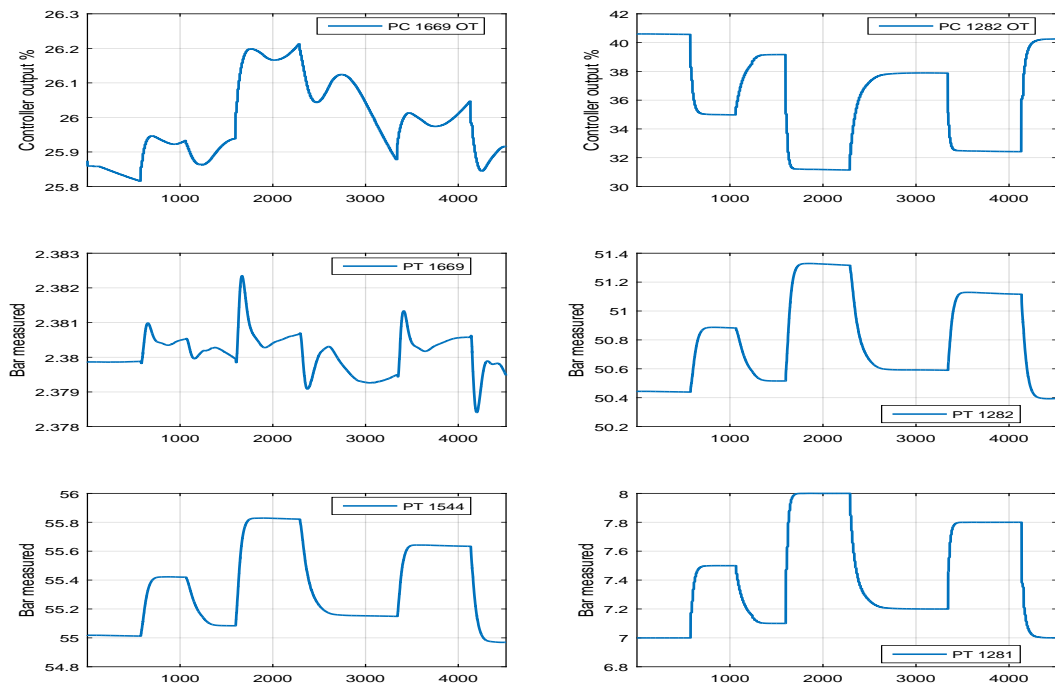 26.3
26.2
26.1
26
25.9
25.8
Controller output %
PC 1669 OT
1000 2000 3000 4000
42
40
38
36
34
32
30
Controller output %
PC 1282 OT
1000 2000 3000 4000
2.383
2.382
2.381
2.38
2.379
2.378
Bar measured
PT 1669
1000 2000 3000 4000
51.4
51.2
51
50.8
50.6
50.4
50.2
Bar measured
PT 1282
1000 2000 3000 4000
56
55.8
55.6
55.4
55.2
55
54.8
Bar measured
PT 1544
1000 2000 3000 4000
8
7.8
7.6
7.4
7.2
7
6.8
Bar measured
PT 1281
1000 2000 3000 4000